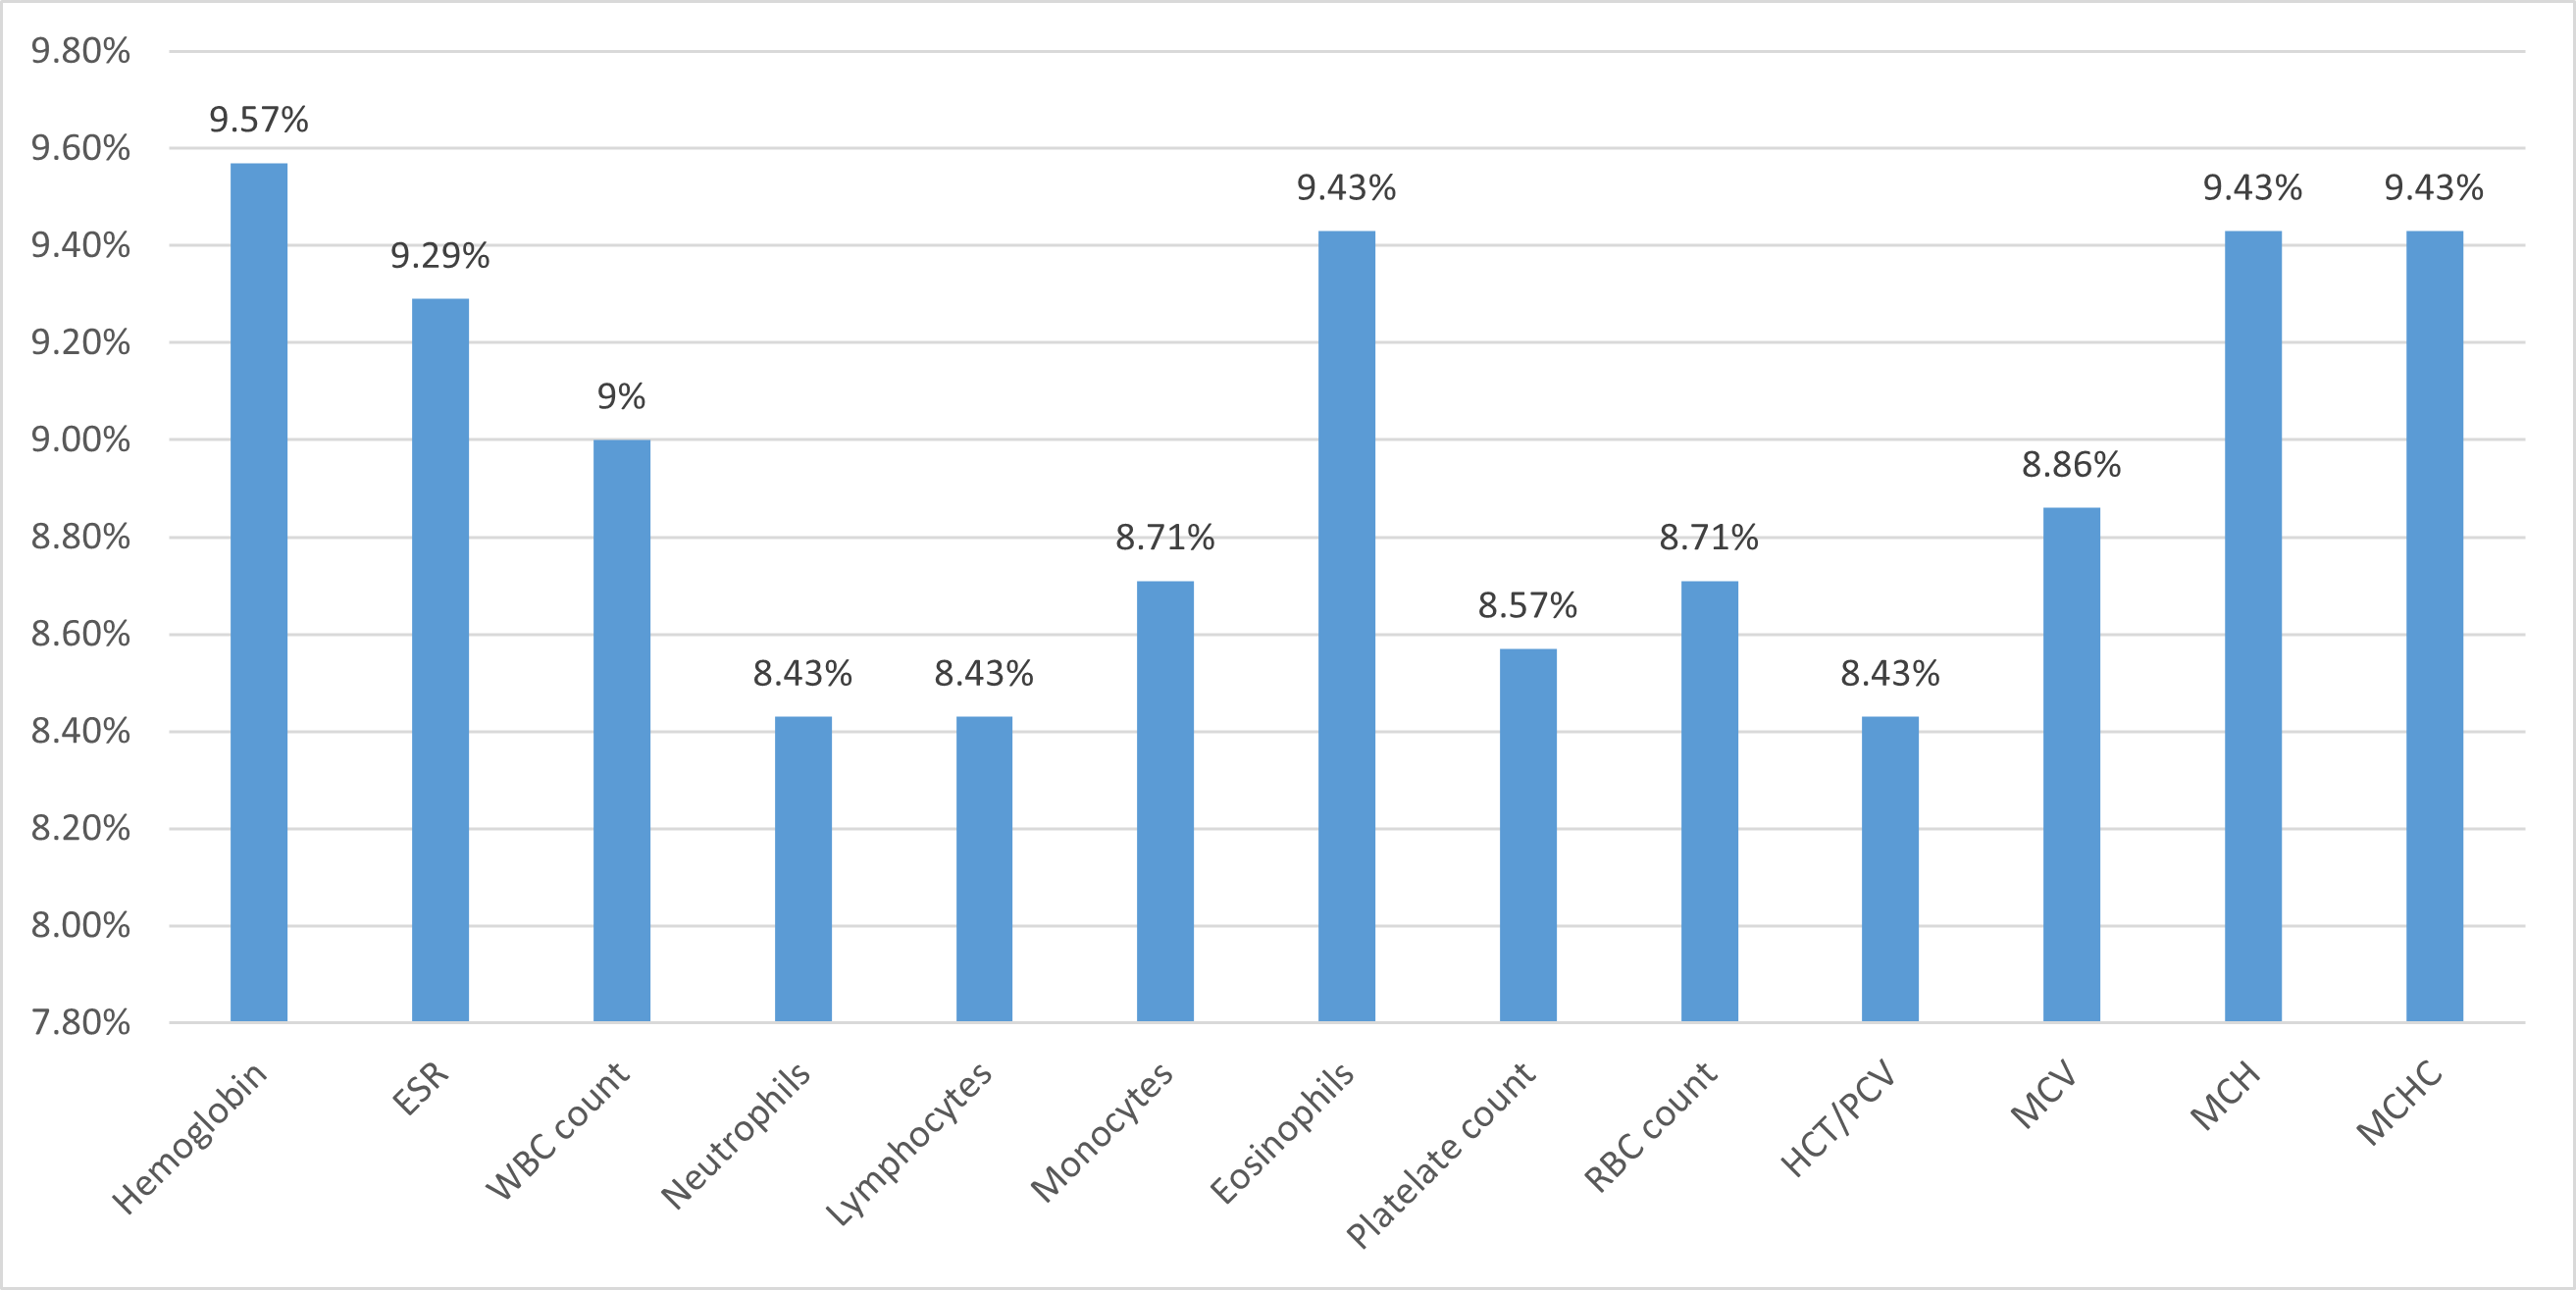 9.80%
9.60%
9.40%
9.20%
9.00%
8.80%
8.60%
8.40%
8.20%
8.00%
7.80%
9.57%
9.29%
9%
8.43%
8.43%
8.71%
9.43%
8.57%
8.71%
8.43%
8.86%
9.43%
9.43%
Hemoglobin
ESR
WBC count
Neutrophils
Lymphocytes
Monocytes
Eosinophils
Platelate count
RBC count
HCT/PCV
MCV
MCH
MCHC